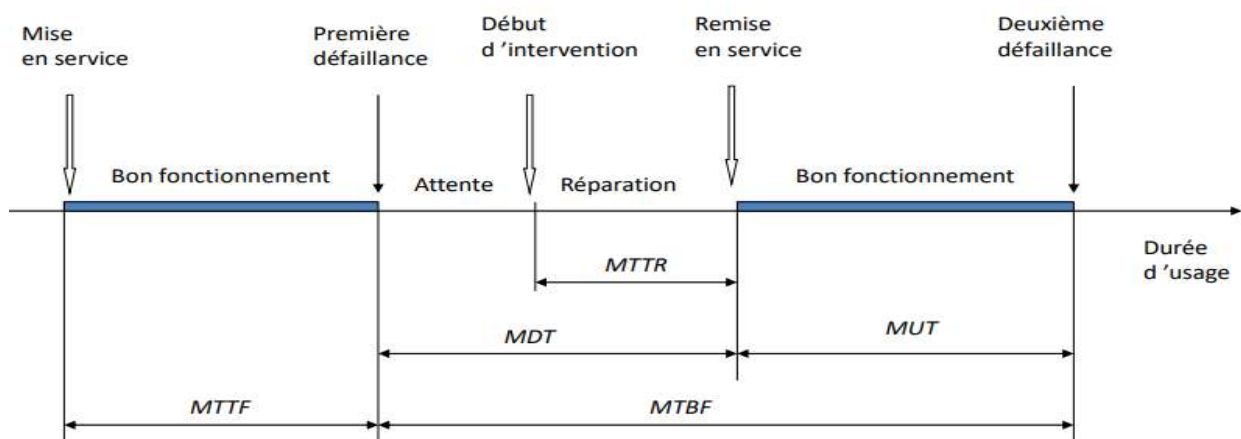 Mise
en service
Première
défaillance
Début
d 'intervention
Remise
en service
Deuxième
défaillance
Bon fonctionnement
Attente
Réparation
Bon fonctionnement
Durée
d 'usage
MTTR
MDT
MUT
MTTF
MTBF